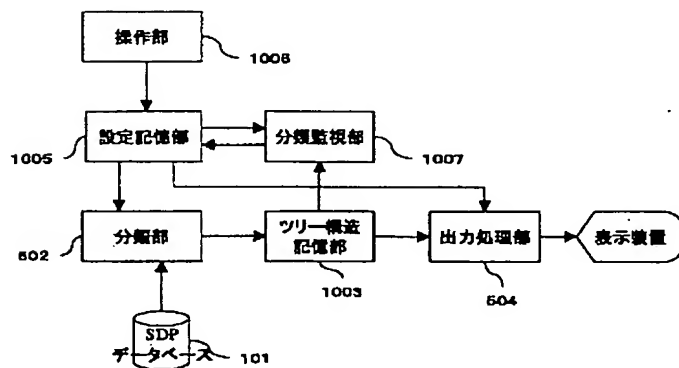 操作部
1006
設定記憶部
1005
分類監視部
1007
分類部
602
ツリー構造
記憶部
1003
出力処理部
604
表示装置
SDP
データベース
101